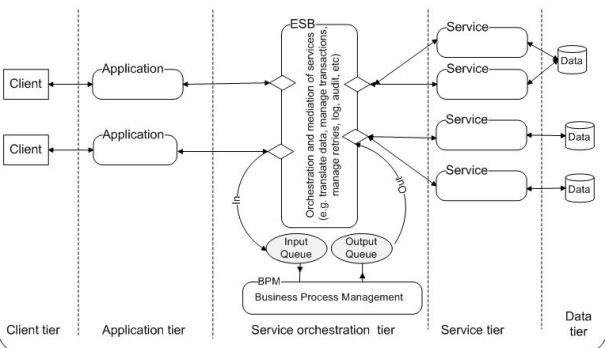 ESB
Service
Application
Client
Data
Service
Orchestration and mediation of services
(e.g. translate data, manage transactions,
manage retries, log, audit, etc)
Application
Client
Service
Data
Service
Data
In
Out
Input
Queue
Output
Queue
BPM
Business Process Management
Client tier
Application tier
Service orchestration tier
Service tier
Data
tier